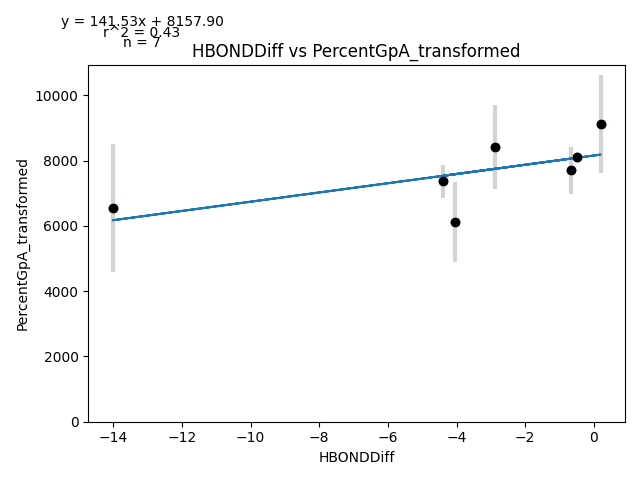 y = 141.53x + 8157.90
r^2 = 0.43
n = 7
HBONDDiff vs PercentGpA_transformed
PercentGpA_transformed
10000
8000
6000
4000
2000
0
−14
−12
−10
−8
−6
−4
−2
0
HBONDDiff